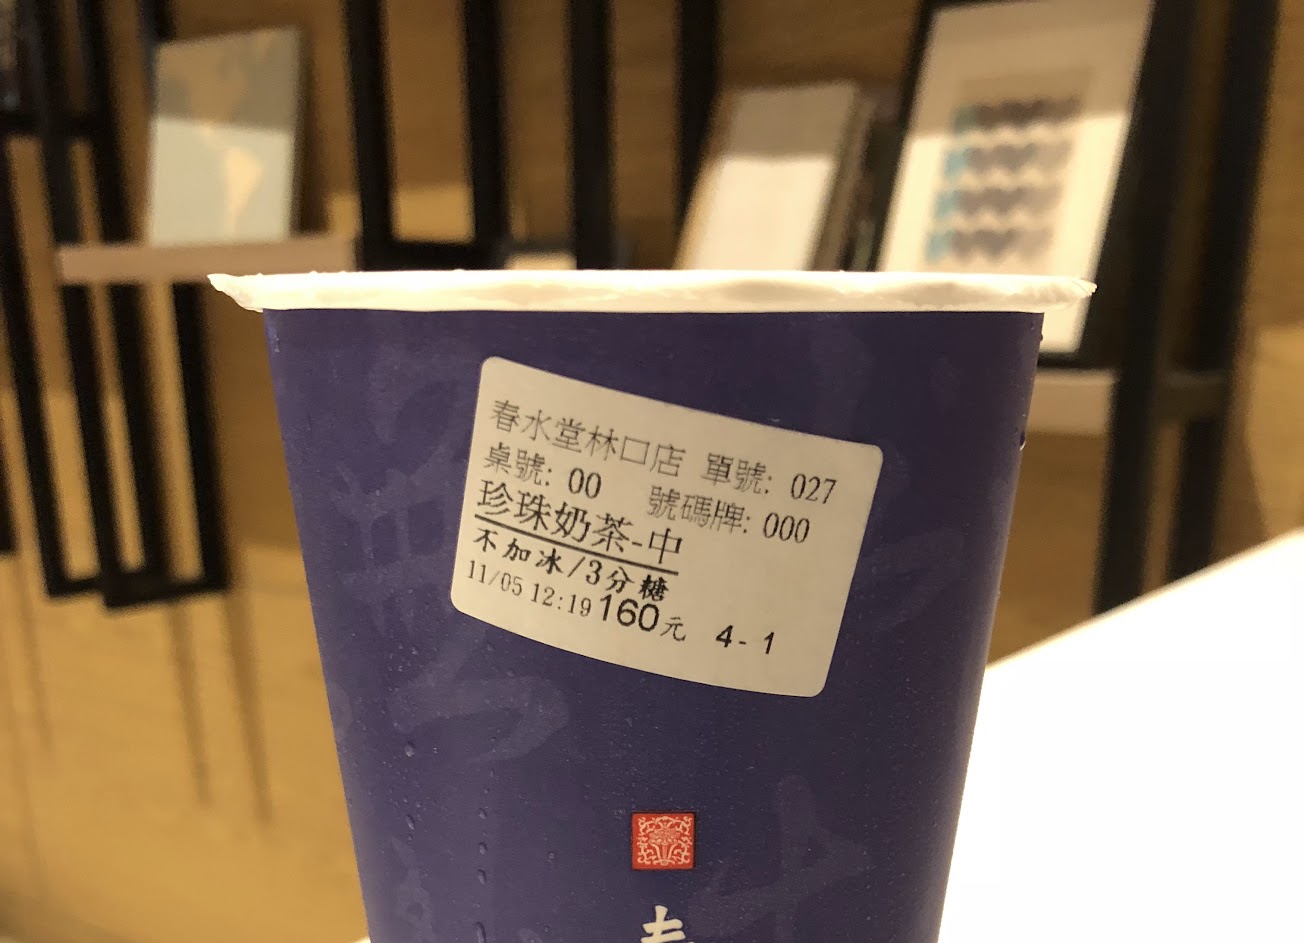 春水堂林口店 單號: 027
桌號: 00 號碼牌: 000
珍珠奶茶-中
不加冰/3分糖
11/05 12:19 160元 4- 1